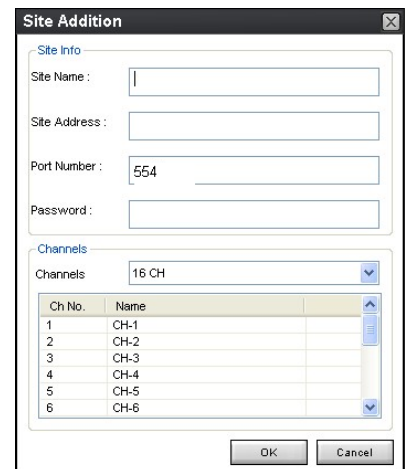 Site Addition
Site Info
Site Name :
Site Address :
Port Number : 554
Password :
Channels
Channels 16 CH
Ch No. Name
1 CH-1
2 CH-2
3 CH-3
4 CH-4
5 CH-5
6 CH-6
OK Cancel